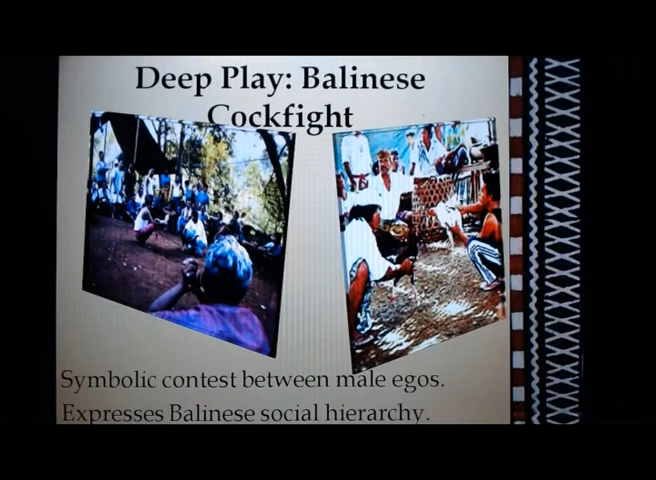 Deep Play: Balinese
Cockfight
Symbolic contest between male egos.
Expresses Balinese social hierarchy.